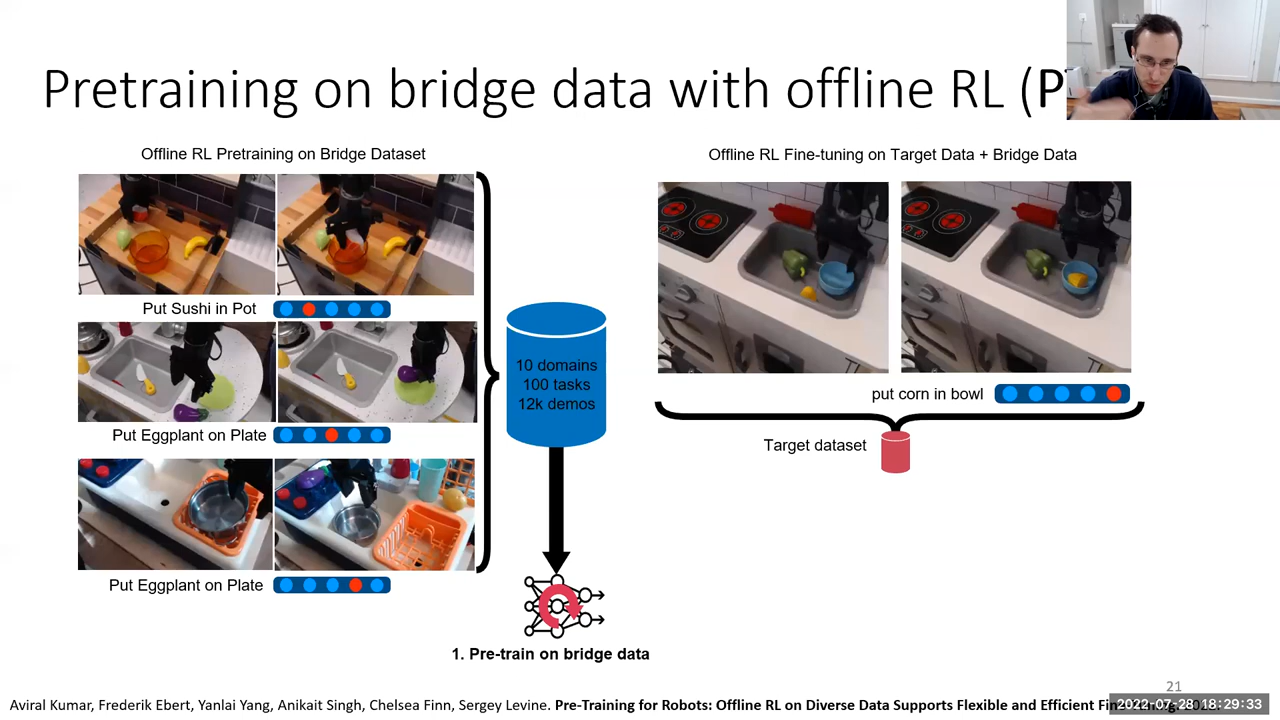 Pretraining on bridge data with offline RL (P
Offline RL Pretraining on Bridge Dataset
Offline RL Fine-tuning on Target Data + Bridge Data
Put Sushi in Pot
10 domains
100 tasks
12k demos
put corn in bowl
Put Eggplant on Plate
Target dataset
Put Eggplant on Plate
1. Pre-train on bridge data
21
Aviral Kumar, Frederik Ebert, Yanlai Yang, Anikait Singh, Chelsea Finn, Sergey Levine. Pre-Training for Robots: Offline RL on Diverse Data Supports Flexible and Efficient
2022-07-28 18:29:33